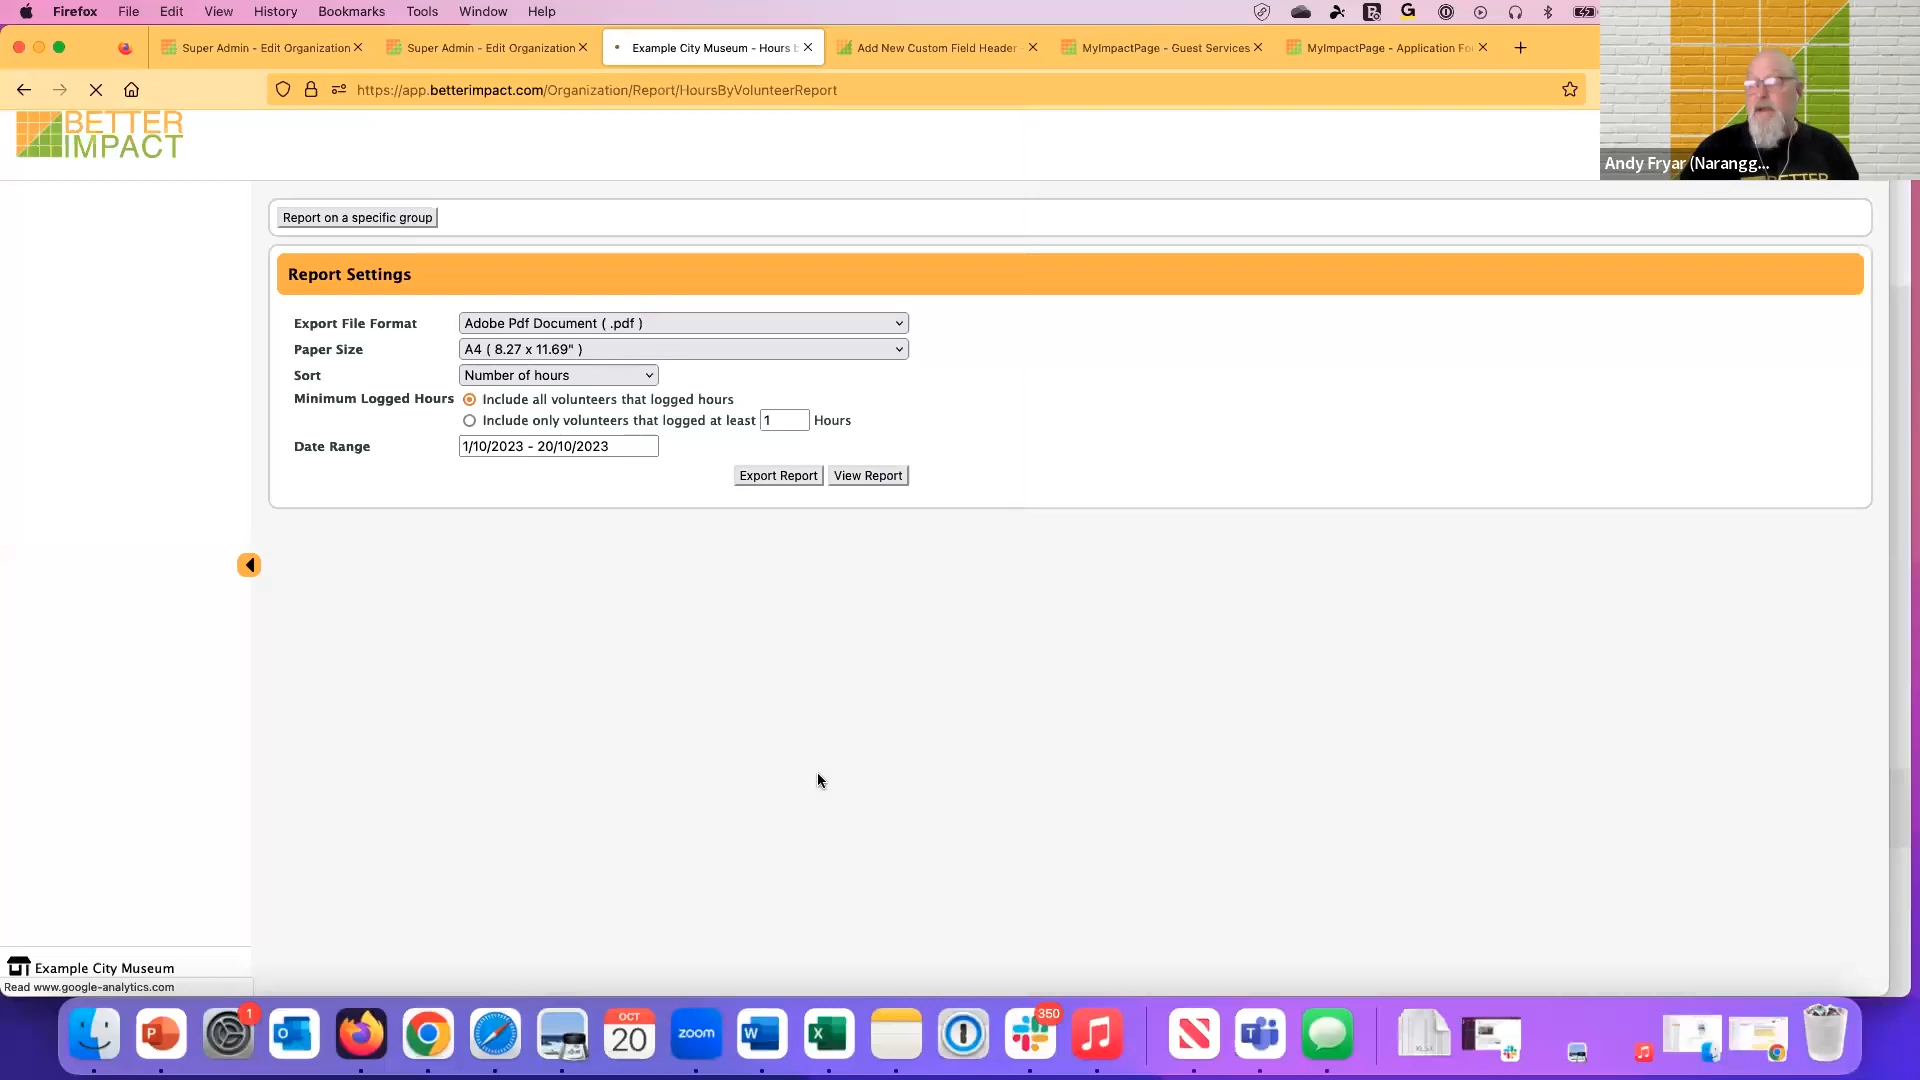 Firefox File Edit View History Bookmarks Tools Window Help
Super Admin - Edit Organization
Super Admin - Edit Organization
Example City Museum - Hours b
Add New Custom Field Header
MyImpactPage - Guest Services
MyImpactPage - Application Fo
https://app.betterimpact.com/Organization/Report/HoursByVolunteerReport
BETTER
IMPACT
Andy Fryar (Narangg...
BETTER
Report on a specific group
Report Settings
Export File Format Adobe Pdf Document ( .pdf )
Paper Size A4 ( 8.27 x 11.69" )
Sort Number of hours
Minimum Logged Hours Include all volunteers that logged hours
Include only volunteers that logged at least 1 Hours
Date Range 1/10/2023 - 20/10/2023
Export Report View Report
Example City Museum
Read www.google-analytics.com
1
350
OCT
20
zoom